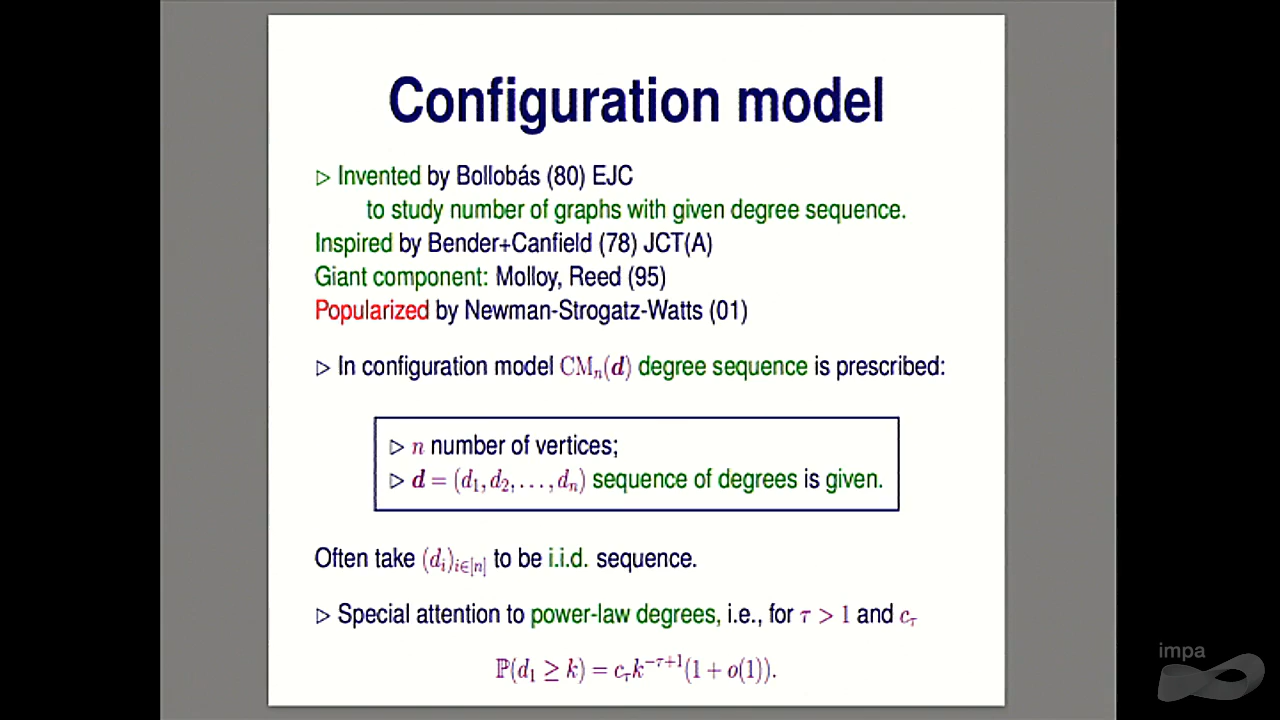 Configuration model
▷ Invented by Bollobás (80) EJC
to study number of graphs with given degree sequence.
Inspired by Bender+Canfield (78) JCT(A)
Giant component: Molloy, Reed (95)
Popularized by Newman-Strogatz-Watts (01)
▷ In configuration model CMₙ(d) degree sequence is prescribed:
▷ n number of vertices;
▷ d = (d₁, d₂, . . . , dₙ) sequence of degrees is given.
Often take (dᵢ)_{i∈[n]} to be i.i.d. sequence.
▷ Special attention to power-law degrees, i.e., for τ > 1 and c_τ
ℙ(d₁ ≥ k) = c_τ k^{−τ+1}(1 + o(1)).
impa